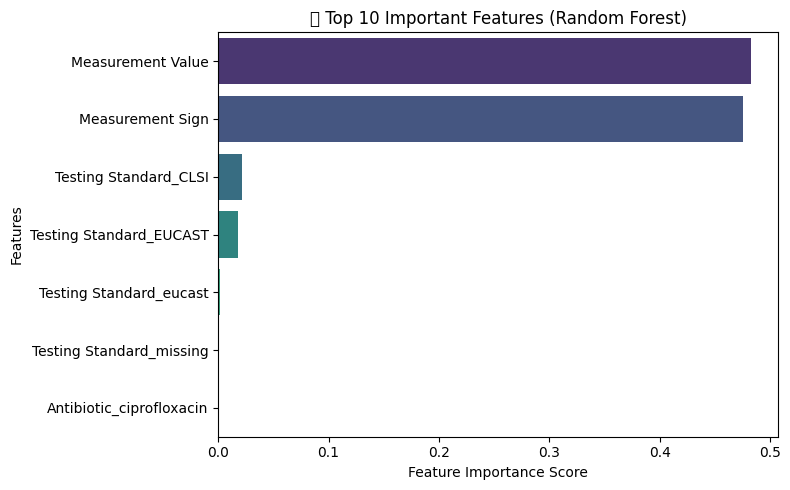 ▯ Top 10 Important Features (Random Forest)
Features
Measurement Value
Measurement Sign
Testing Standard_CLSI
Testing Standard_EUCAST
Testing Standard_eucast
Testing Standard_missing
Antibiotic_ciprofloxacin
0.0 0.1 0.2 0.3 0.4 0.5
Feature Importance Score